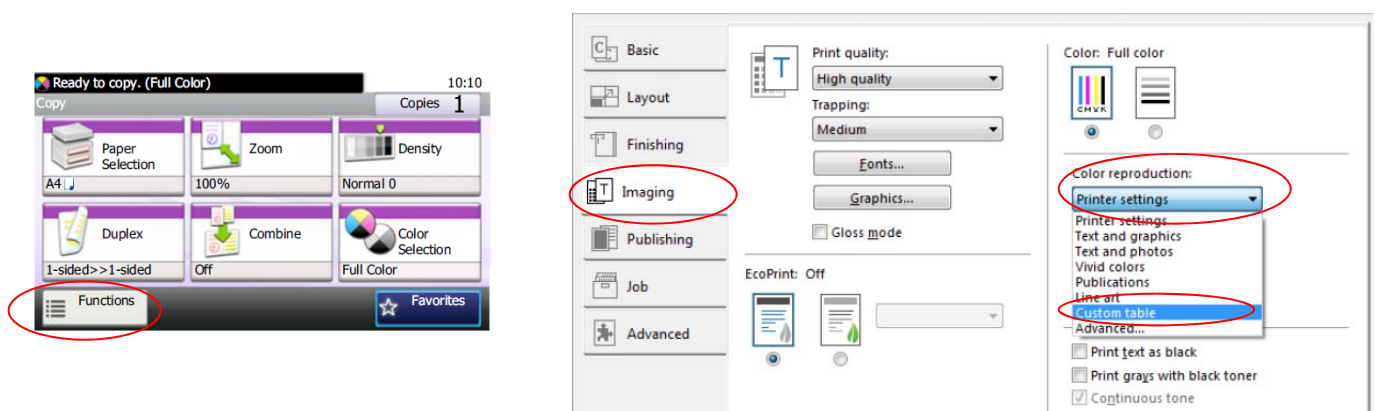 Ready to copy. (Full Color)
10:10
Copy
Copies 1
Paper
Selection
A4
Zoom
100%
Density
Normal 0
Duplex
1-sided>>1-sided
Combine
Off
Color
Selection
Full Color
Functions
Favorites
Basic
Layout
Finishing
Imaging
Publishing
Job
Advanced
Print quality:
High quality
Trapping:
Medium
Fonts...
Graphics...
Gloss mode
EcoPrint: Off
Color: Full color
CMYK
Color reproduction:
Printer settings
Printer settings
Text and graphics
Text and photos
Vivid colors
Publications
Line art
Custom table
Advanced...
Print text as black
Print grays with black toner
Continuous tone